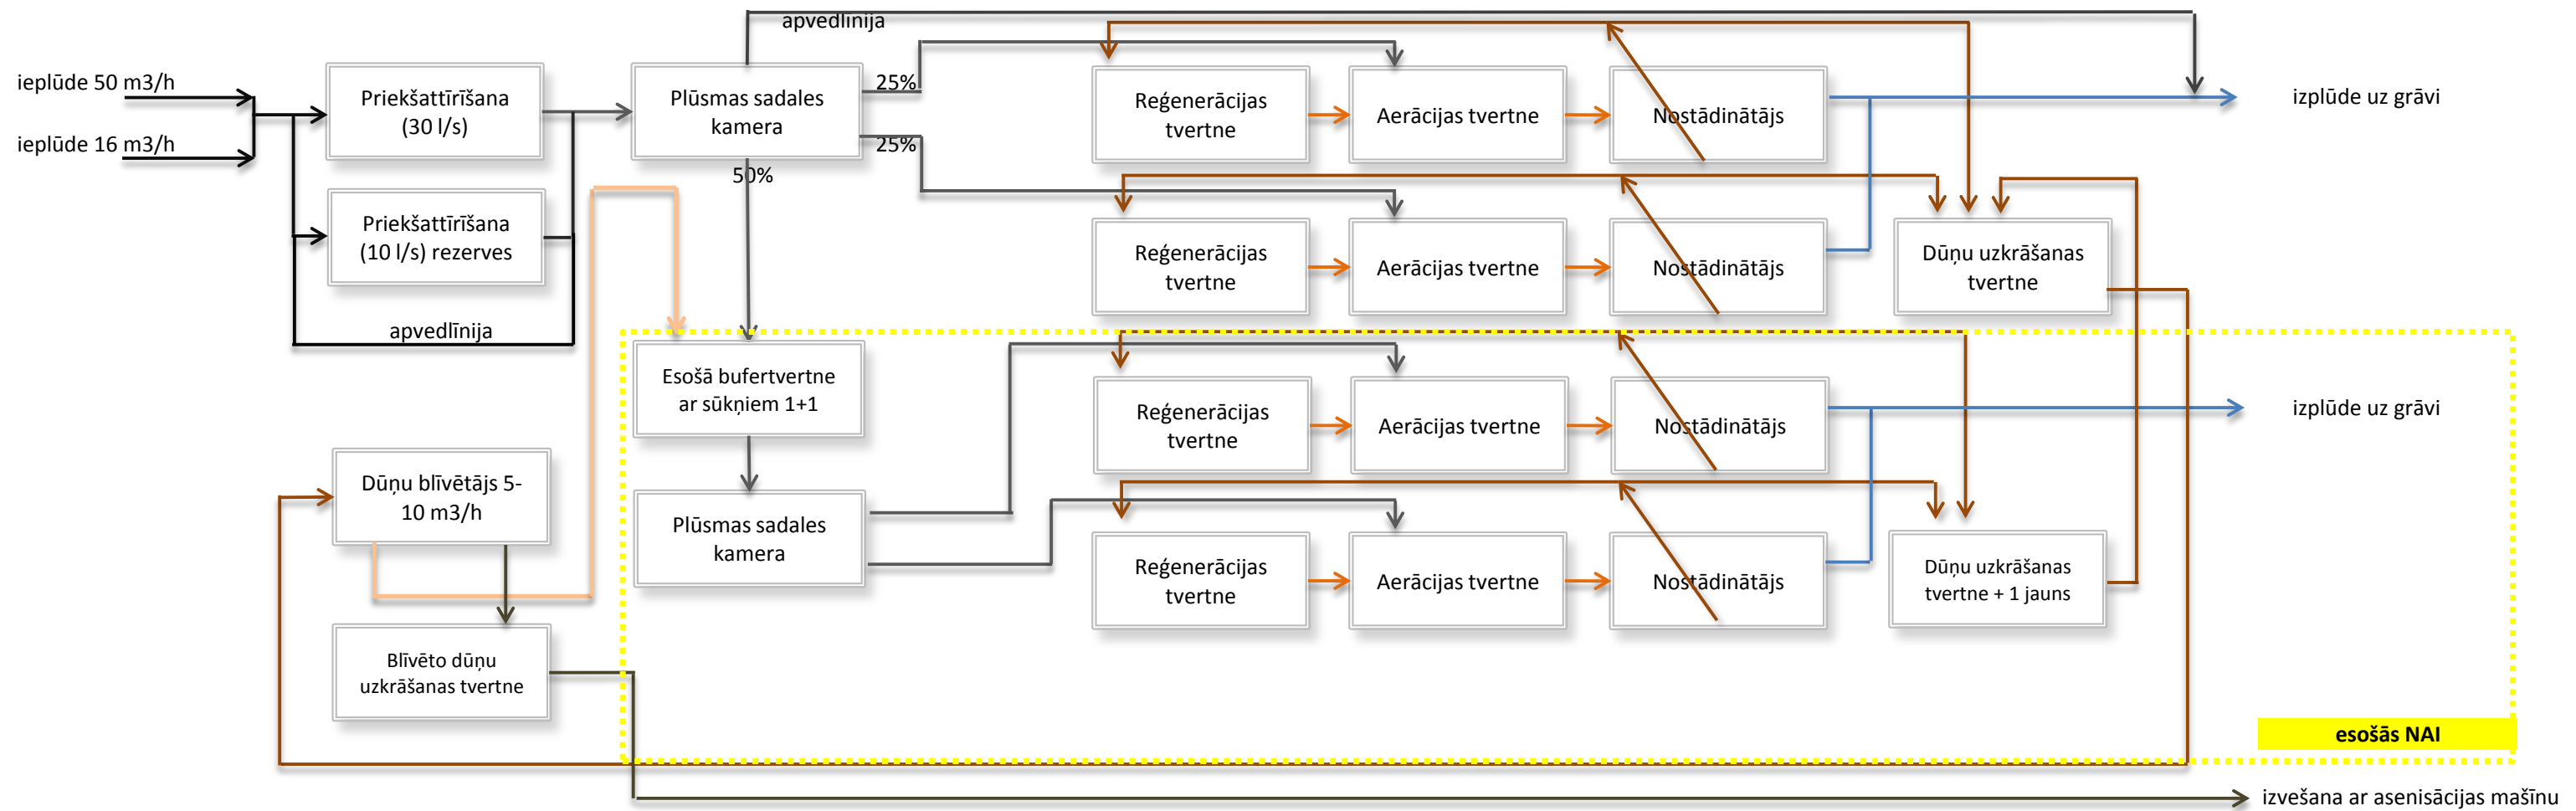 apvedlīnija
ieplūde 50 m3/h
ieplūde 16 m3/h
Priekšattīrīšana
(30 l/s)
Plūsmas sadales
kamera
25%
25%
50%
Reģenerācijas
tvertne
Aerācijas tvertne
Nostādinātājs
izplūde uz grāvi
Priekšattīrīšana
(10 l/s) rezerves
apvedlīnija
Reģenerācijas
tvertne
Aerācijas tvertne
Nostādinātājs
Dūņu uzkrāšanas
tvertne
Esošā bufertvertne
ar sūkņiem 1+1
Reģenerācijas
tvertne
Aerācijas tvertne
Nostādinātājs
izplūde uz grāvi
Dūņu blīvētājs 5-
10 m3/h
Plūsmas sadales
kamera
Reģenerācijas
tvertne
Aerācijas tvertne
Nostādinātājs
Dūņu uzkrāšanas
tvertne + 1 jauns
Blīvēto dūņu
uzkrāšanas tvertne
esošās NAI
izvešana ar asenisācijas mašīnu